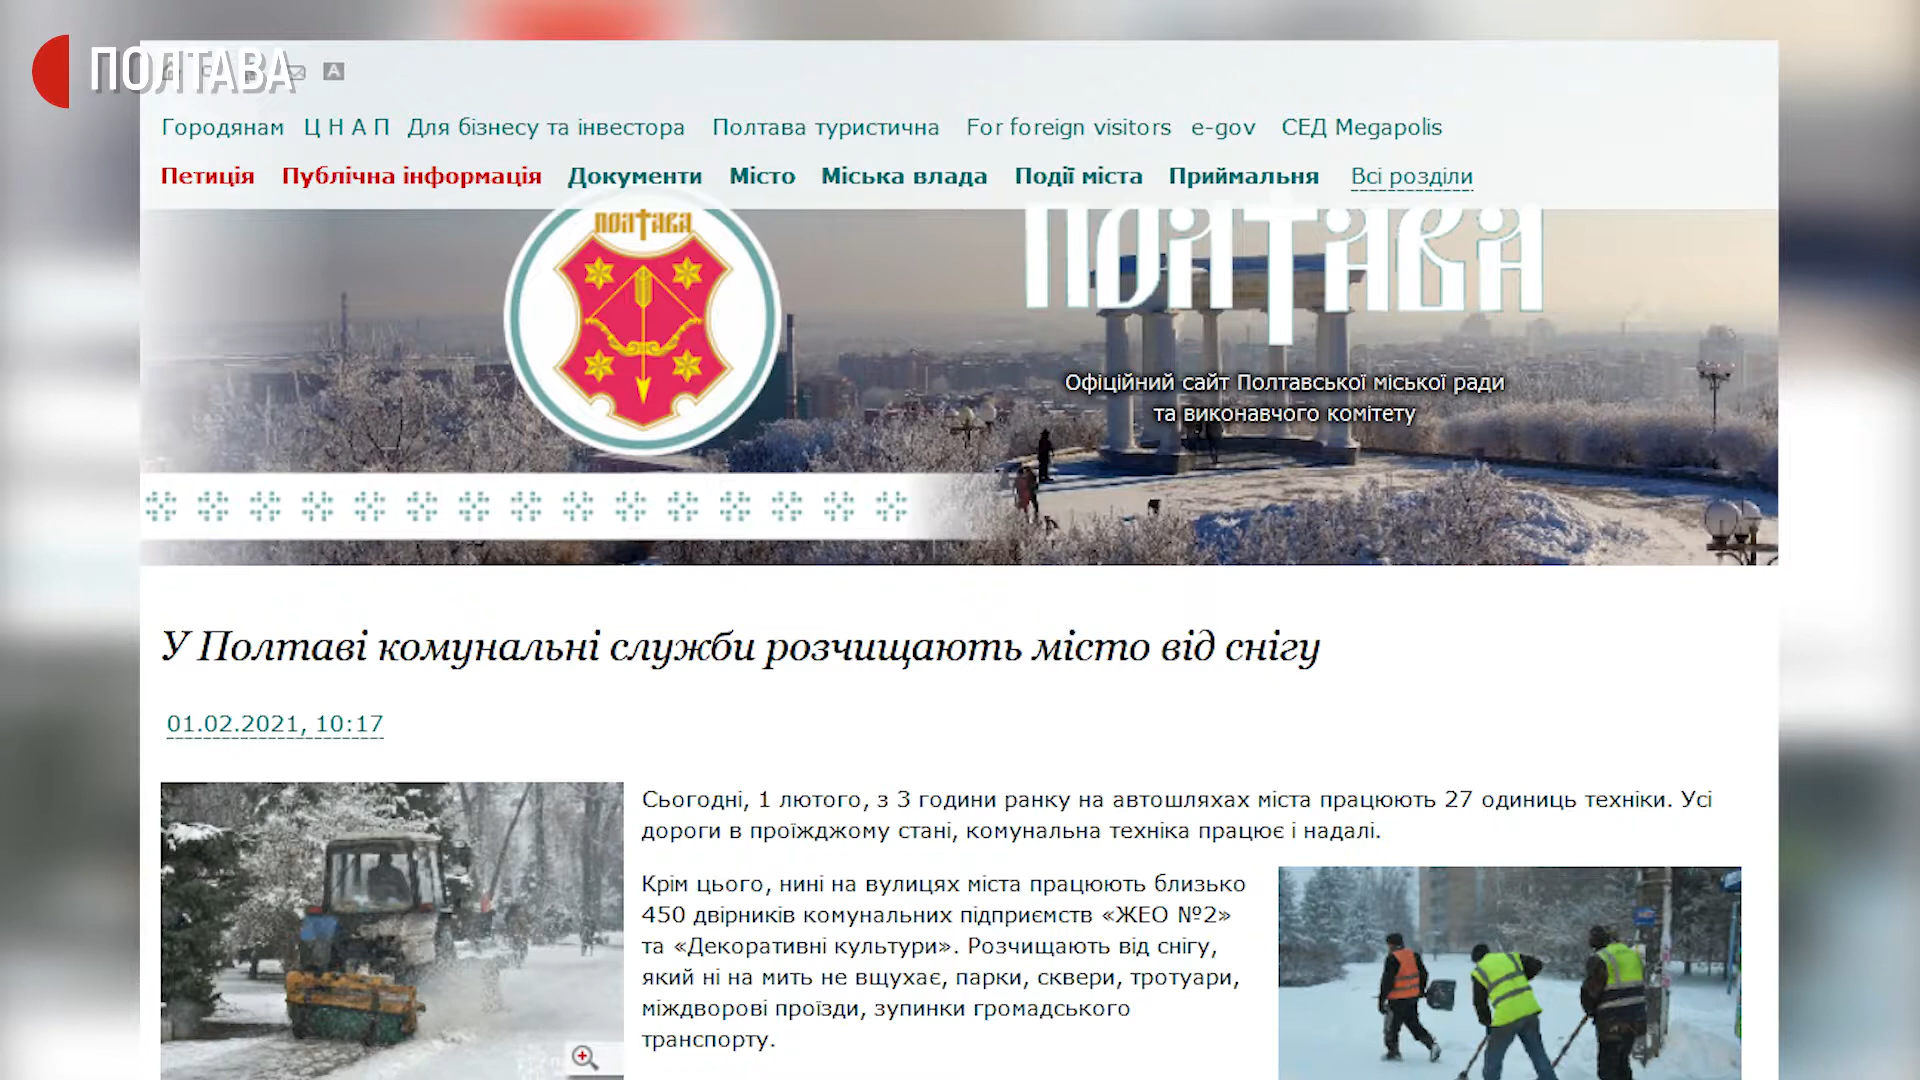 ПОЛТАВА
A
Городянам Ц Н А П Для бізнесу та інвестора Полтава туристична For foreign visitors e-gov СЕД Megapolis
Петиція Публічна інформація Документи Місто Міська влада Події міста Приймальня Всі розділи
ПОЛТАВА
ПОЛТАВА
Офіційний сайт Полтавської міської ради
та виконавчого комітету
У Полтаві комунальні служби розчищають місто від снігу
01.02.2021, 10:17
Сьогодні, 1 лютого, з 3 години ранку на автошляхах міста працюють 27 одиниць техніки. Усі
дороги в проїжджому стані, комунальна техніка працює і надалі.
Крім цього, нині на вулицях міста працюють близько
450 двірників комунальних підприємств «ЖЕО №2»
та «Декоративні культури». Розчищають від снігу,
який ні на мить не вщухає, парки, сквери, тротуари,
міждворові проїзди, зупинки громадського
транспорту.